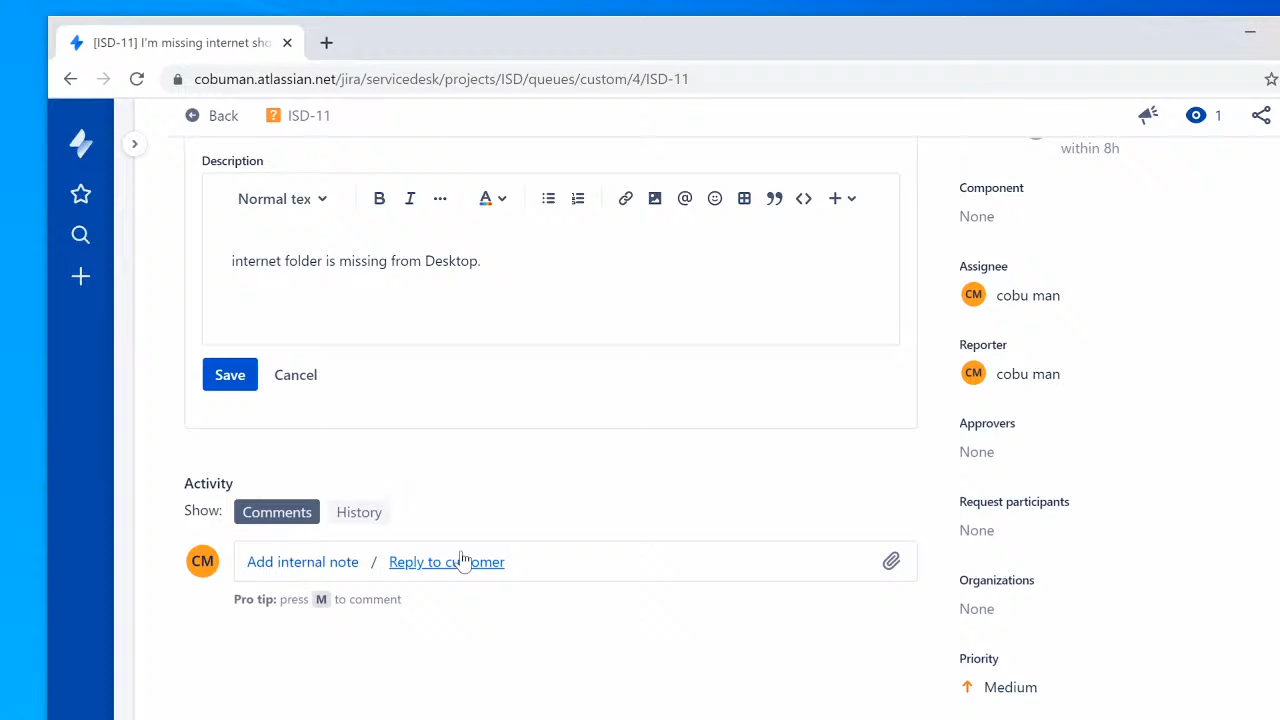 [ISD-11] I'm missing internet sho
cobuman.atlassian.net/jira/servicedesk/projects/ISD/queues/custom/4/ISD-11
Back ISD-11 1
within 8h
Description
Normal tex B I A
internet folder is missing from Desktop.
Save Cancel
Component
None
Assignee
CM cobu man
Reporter
CM cobu man
Approvers
None
Activity
Show: Comments History
CM Add internal note / Reply to customer
Pro tip: press M to comment
Request participants
None
Organizations
None
Priority
Medium